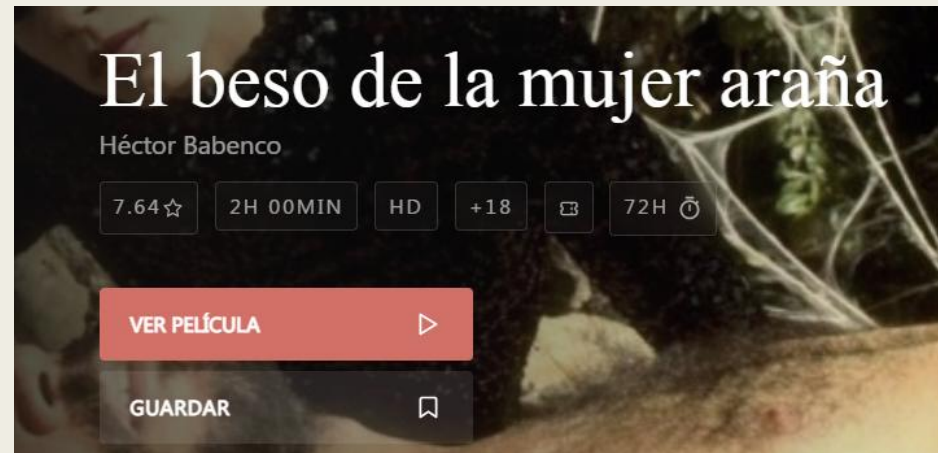 El beso de la mujer araña
Héctor Babenco
7.64 2H 00MIN HD +18 72H
VER PELÍCULA
GUARDAR